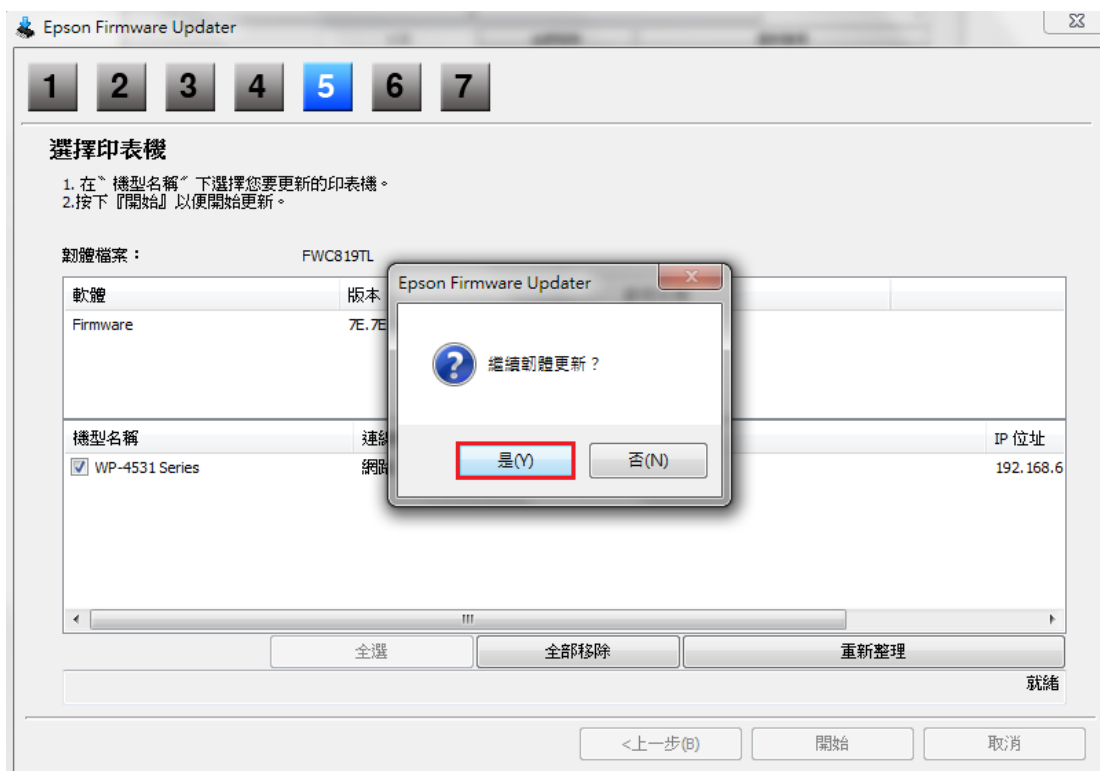 Epson Firmware Updater
1 2 3 4 5 6 7
選擇印表機
1. 在〝機型名稱〞下選擇您要更新的印表機。
2.按下『開始』以便開始更新。
韌體檔案： FWC819TL
軟體 版本
Firmware 7E.7E
Epson Firmware Updater
繼續韌體更新？
是(Y) 否(N)
機型名稱 IP 位址
WP-4531 Series 網路 192.168.6
全選 全部移除 重新整理
就緒
<上一步(B) 開始 取消